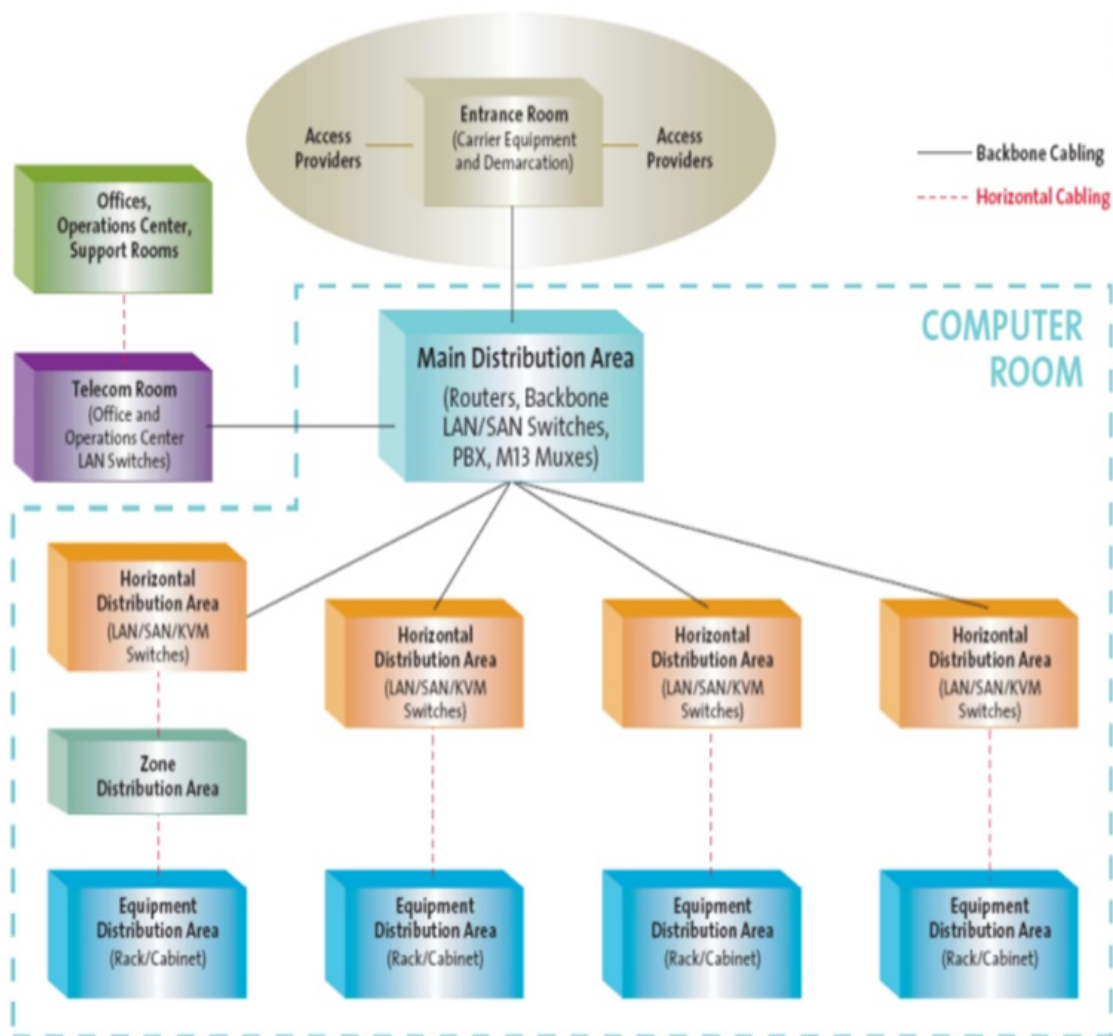 Entrance Room
(Carrier Equipment
and Demarcation)
Access
Providers
Access
Providers
Backbone Cabling
Horizontal Cabling
Offices,
Operations Center,
Support Rooms
COMPUTER
ROOM
Main Distribution Area
(Routers, Backbone
LAN/SAN Switches,
PBX, M13 Muxes)
Telecom Room
(Office and
Operations Center
LAN Switches)
Horizontal
Distribution Area
(LAN/SAN/KVM
Switches)
Horizontal
Distribution Area
(LAN/SAN/KVM
Switches)
Horizontal
Distribution Area
(LAN/SAN/KVM
Switches)
Horizontal
Distribution Area
(LAN/SAN/KVM
Switches)
Zone
Distribution Area
Equipment
Distribution Area
(Rack/Cabinet)
Equipment
Distribution Area
(Rack/Cabinet)
Equipment
Distribution Area
(Rack/Cabinet)
Equipment
Distribution Area
(Rack/Cabinet)